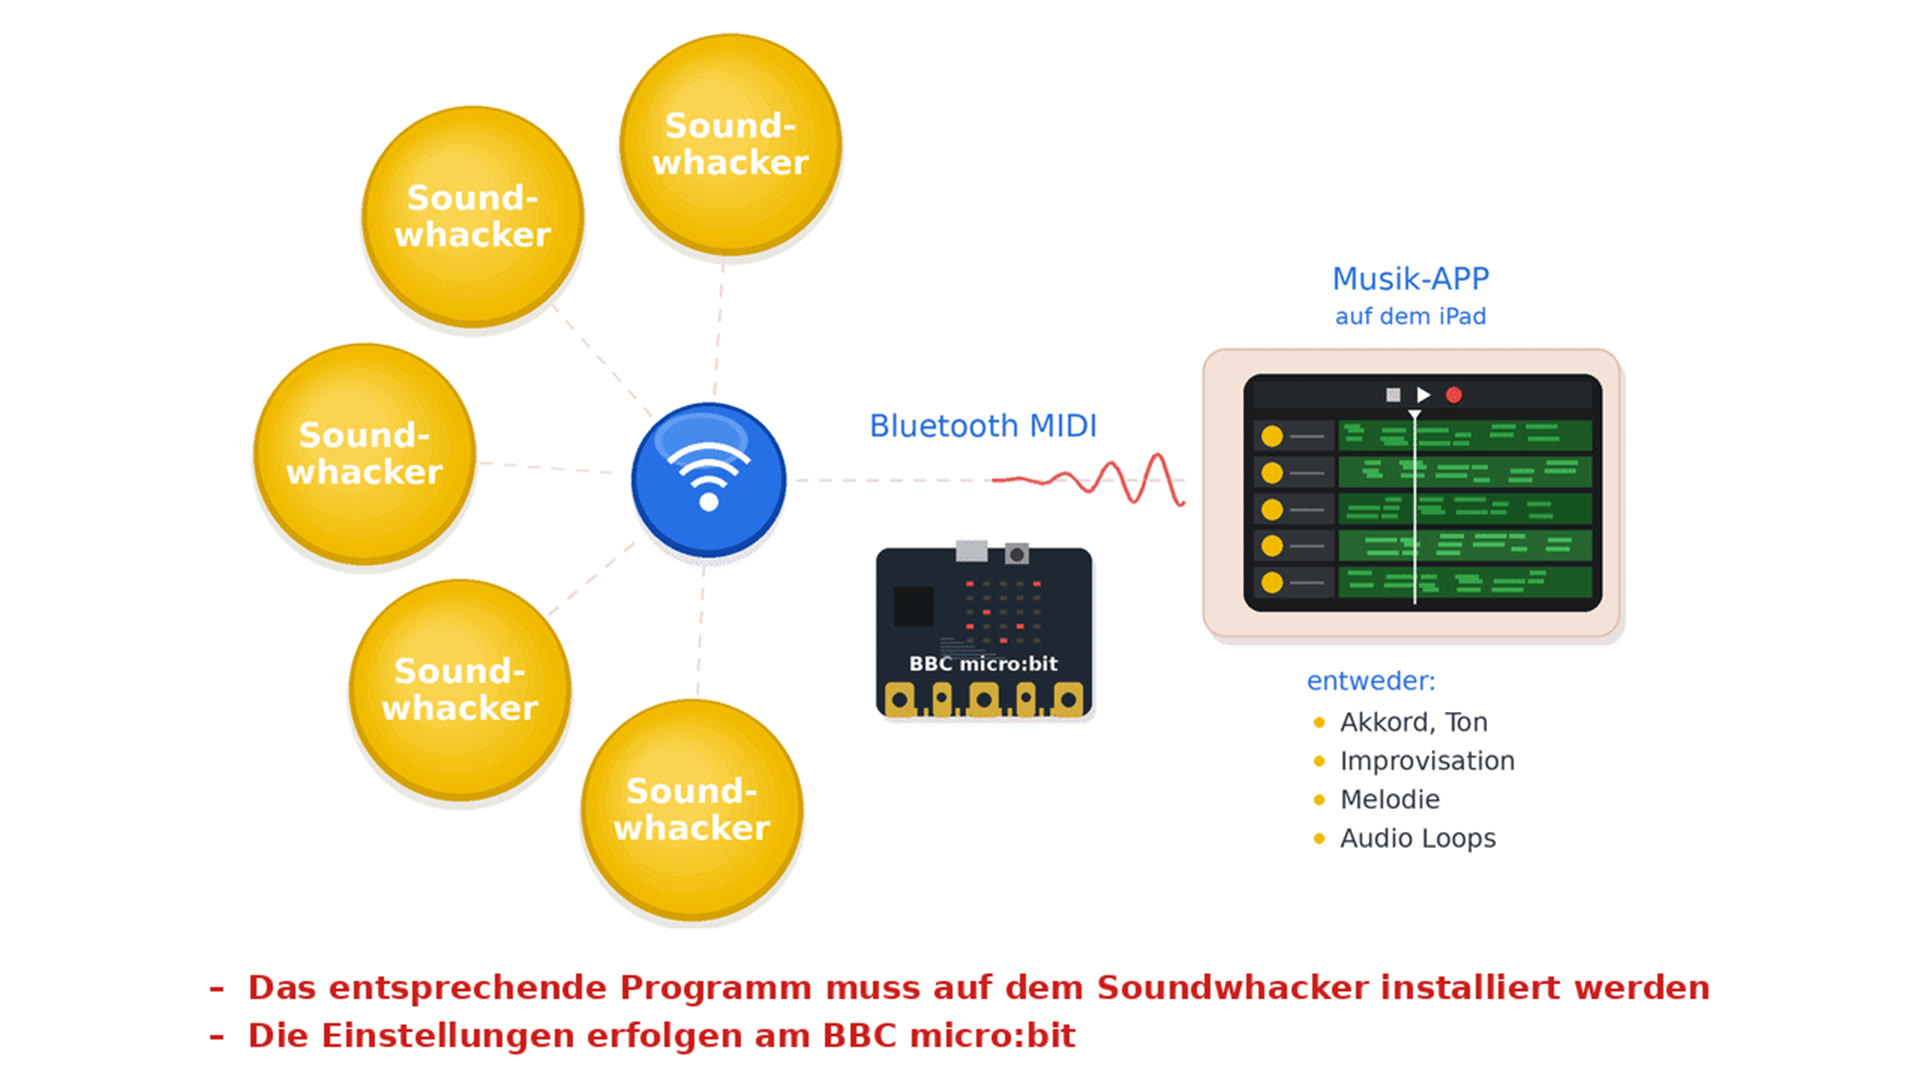 Sound-
whacker
Sound-
whacker
Sound-
whacker
Sound-
whacker
Sound-
whacker
Bluetooth MIDI
BBC micro:bit
Musik-APP
auf dem iPad
entweder:
• Akkord, Ton
• Improvisation
• Melodie
• Audio Loops
– Das entsprechende Programm muss auf dem Soundwhacker installiert werden
– Die Einstellungen erfolgen am BBC micro:bit